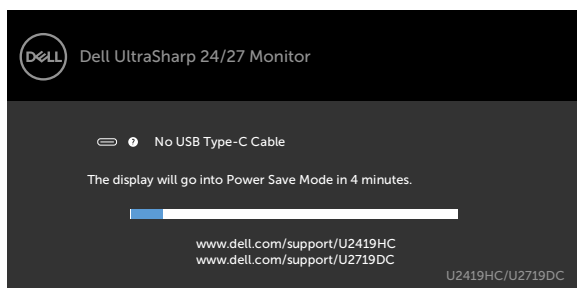 DELL
Dell UltraSharp 24/27 Monitor
? No USB Type-C Cable
The display will go into Power Save Mode in 4 minutes.
www.dell.com/support/U2419HC
www.dell.com/support/U2719DC
U2419HC/U2719DC